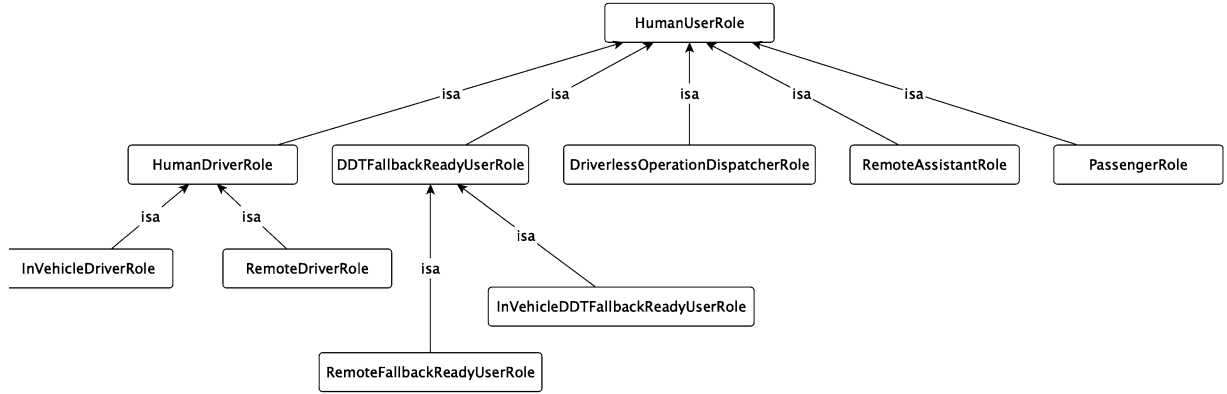 HumanUserRole
isa
isa
isa
isa
isa
HumanDriverRole
DDTFallbackReadyUserRole
DriverlessOperationDispatcherRole
RemoteAssistantRole
PassengerRole
isa
isa
isa
isa
InVehicleDriverRole
RemoteDriverRole
InVehicleDDTFallbackReadyUserRole
RemoteFallbackReadyUserRole